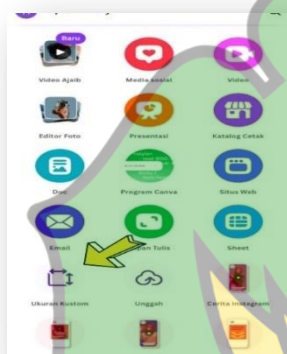 Baru
Video Ajaib Media sosial Video
Editor Foto Presentasi Katalog Cetak
Doc Program Canva Situs Web
Email Tulis Sheet
Ukuran Kustom Unggah Cerita Instagram